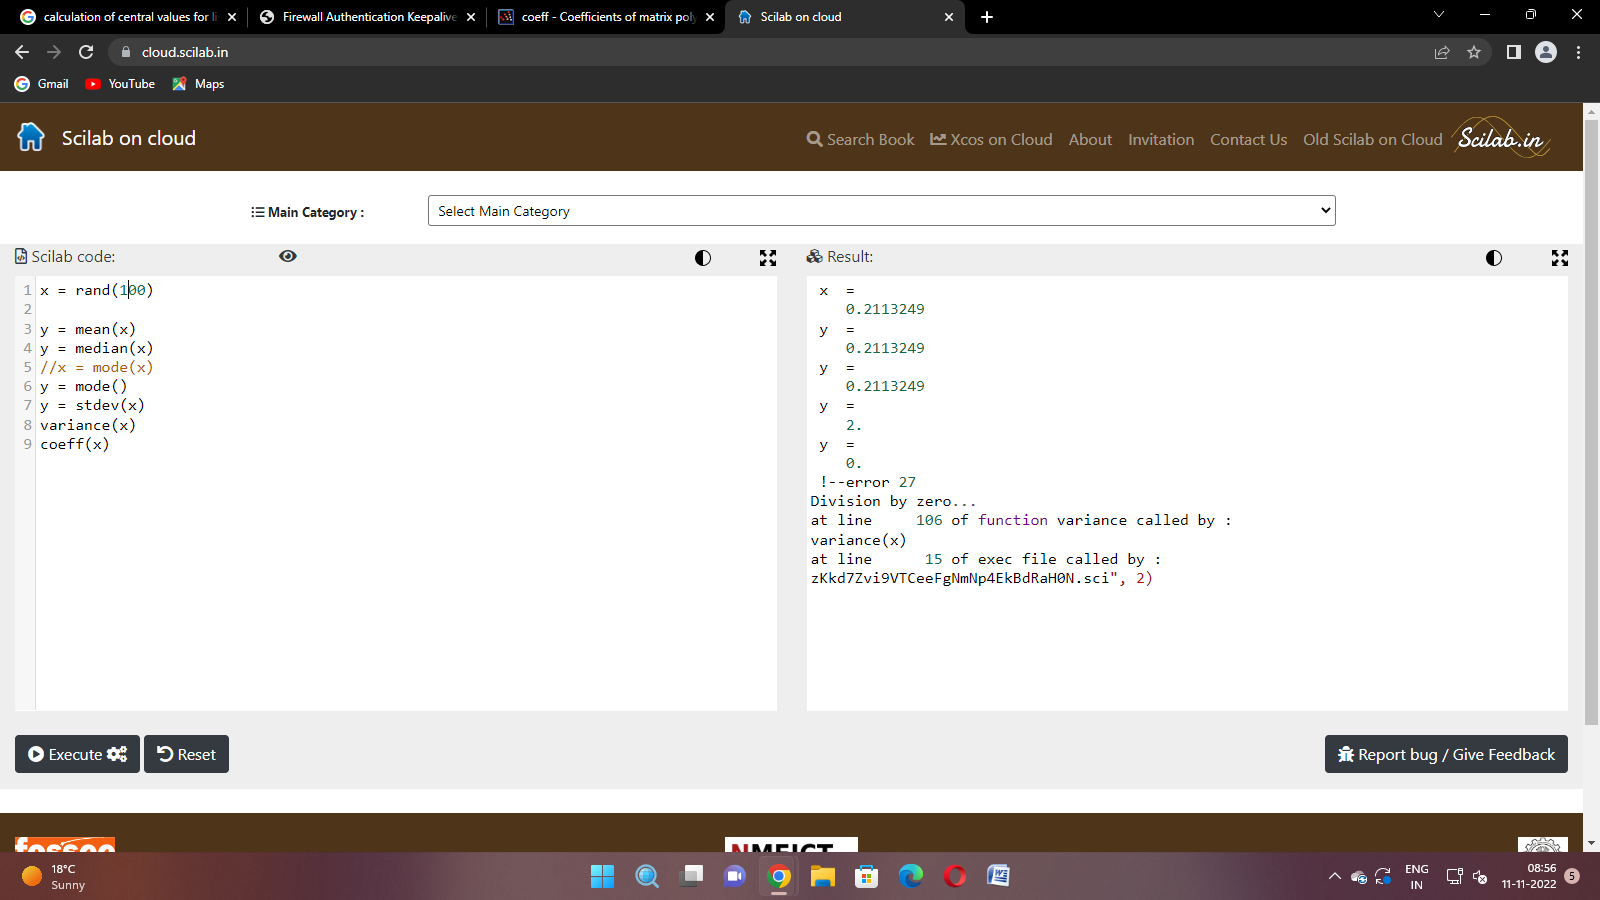 calculation of central values for li
Firewall Authentication Keepalive
coeff - Coefficients of matrix poly
Scilab on cloud
cloud.scilab.in
Gmail
YouTube
Maps
Scilab on cloud
Search Book
Xcos on Cloud
About
Invitation
Contact Us
Old Scilab on Cloud
Scilab.in
Main Category :
Select Main Category
Scilab code:
1 x = rand(100)
2
3 y = mean(x)
4 y = median(x)
5 //x = mode(x)
6 y = mode()
7 y = stdev(x)
8 variance(x)
9 coeff(x)
Result:
x =
0.2113249
y =
0.2113249
y =
0.2113249
y =
2.
y =
0.
!--error 27
Division by zero...
at line 106 of function variance called by :
variance(x)
at line 15 of exec file called by :
zKkd7Zvi9VTCeeFgNmNp4EkBdRaH0N.sci", 2)
Execute
Reset
Report bug / Give Feedback
fossee
NMEICT
18°C
Sunny
ENG
IN
08:56
11-11-2022
5